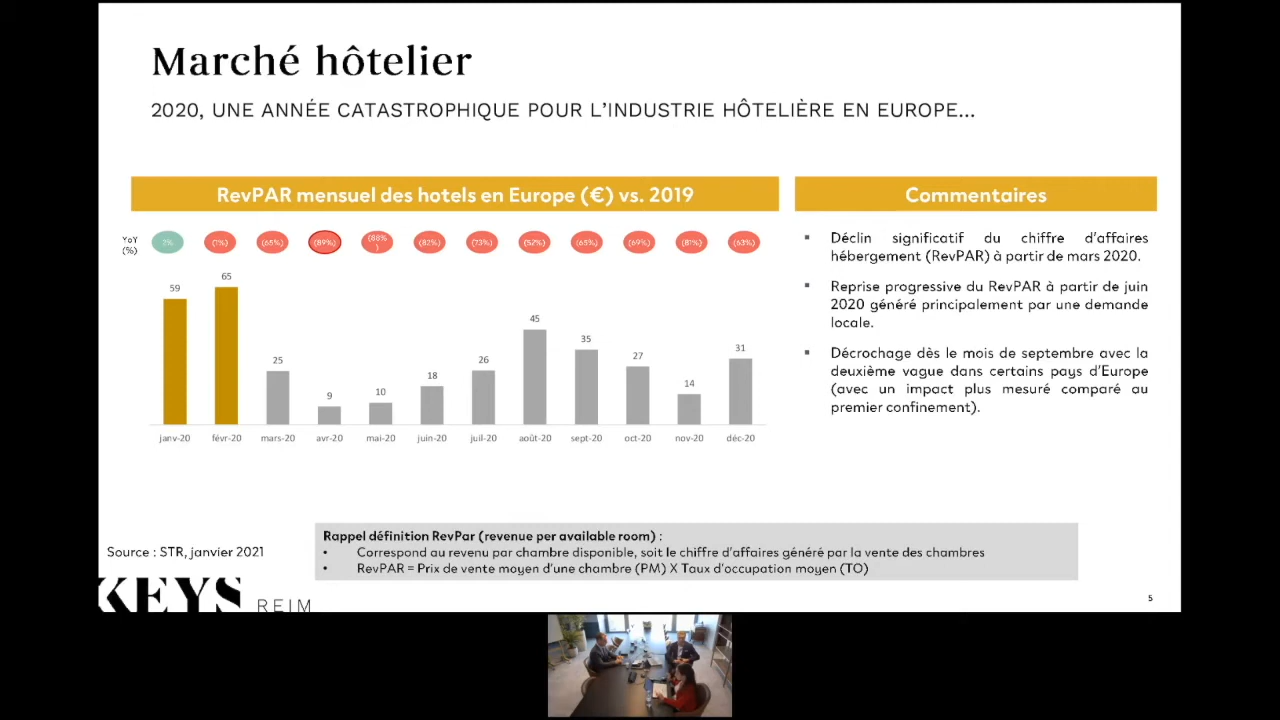 Marché hôtelier
2020, UNE ANNÉE CATASTROPHIQUE POUR L'INDUSTRIE HÔTELIÈRE EN EUROPE...
RevPAR mensuel des hotels en Europe (€) vs. 2019
YoY
(%)
2% (1%) (65%) (89%) (88% (82%) (73%) (52%) (65%) (69%) (81%) (63%)
)
59 65 25 9 10 18 26 45 35 27 14 31
janv-20 févr-20 mars-20 avr-20 mai-20 juin-20 juil-20 août-20 sept-20 oct-20 nov-20 déc-20
Commentaires
▪ Déclin significatif du chiffre d'affaires
hébergement (RevPAR) à partir de mars 2020.
▪ Reprise progressive du RevPAR à partir de juin
2020 généré principalement par une demande
locale.
▪ Décrochage dès le mois de septembre avec la
deuxième vague dans certains pays d'Europe
(avec un impact plus mesuré comparé au
premier confinement).
Rappel définition RevPar (revenue per available room) :
• Correspond au revenu par chambre disponible, soit le chiffre d'affaires généré par la vente des chambres
• RevPAR = Prix de vente moyen d'une chambre (PM) X Taux d'occupation moyen (TO)
Source : STR, janvier 2021
KEYS REIM
5